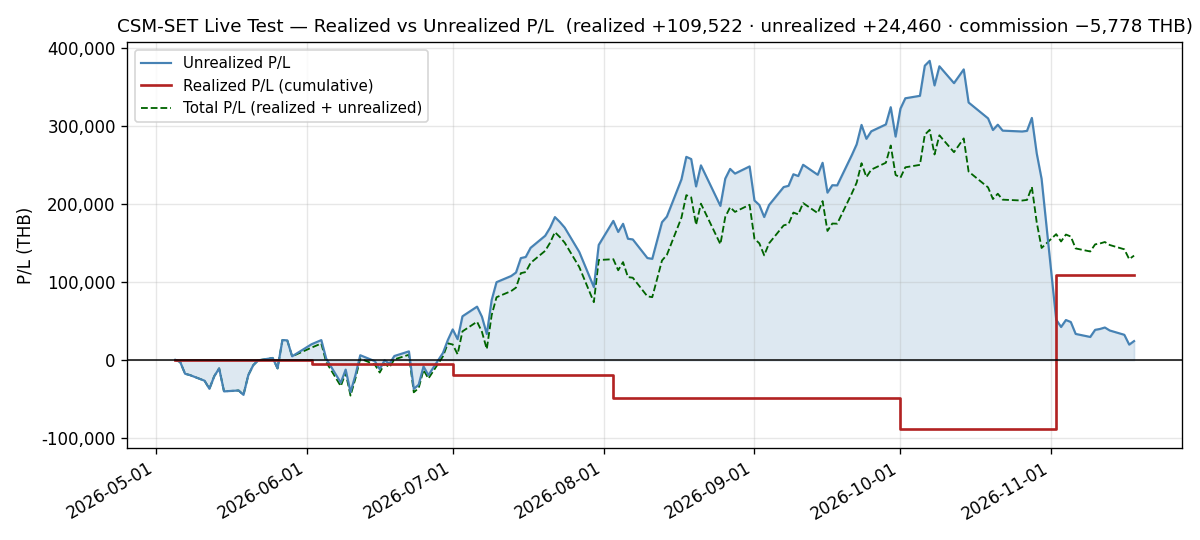 CSM-SET Live Test — Realized vs Unrealized P/L  (realized +109,522 · unrealized +24,460 · commission −5,778 THB)
Unrealized P/L
Realized P/L (cumulative)
Total P/L (realized + unrealized)
P/L (THB)
400,000
300,000
200,000
100,000
0
-100,000
2026-05-01
2026-06-01
2026-07-01
2026-08-01
2026-09-01
2026-10-01
2026-11-01